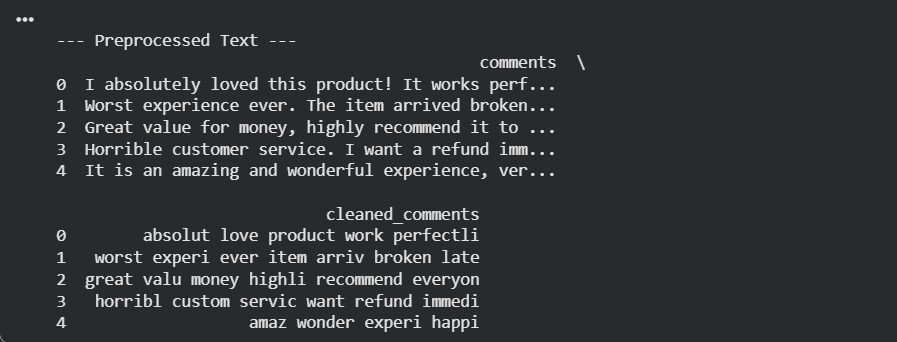 --- Preprocessed Text ---
comments \
0 I absolutely loved this product! It works perf...
1 Worst experience ever. The item arrived broken...
2 Great value for money, highly recommend it to ...
3 Horrible customer service. I want a refund imm...
4 It is an amazing and wonderful experience, ver...
cleaned_comments
0 absolut love product work perfectli
1 worst experi ever item arriv broken late
2 great valu money highli recommend everyon
3 horribl custom servic want refund immedi
4 amaz wonder experi happi